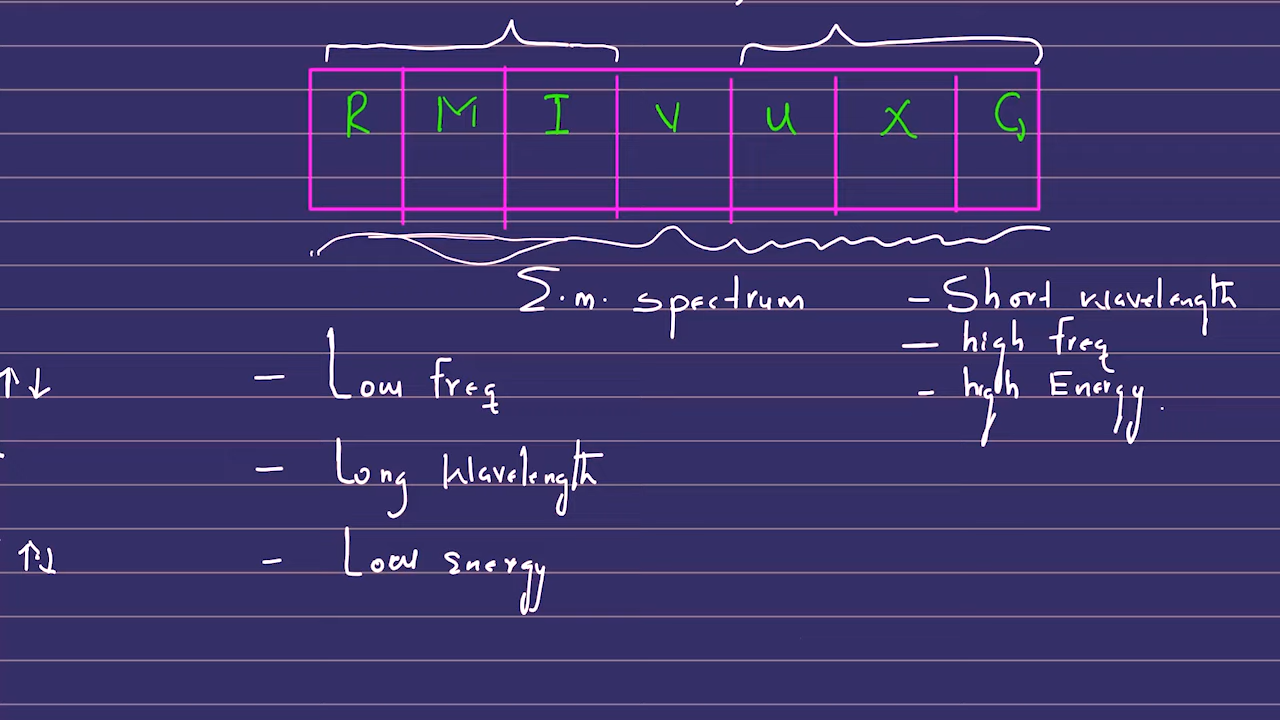 R M I V U X G
E.m. spectrum
- Short wavelength
- high freq
- high Energy.
↑↓
- Low freq
- Long wavelength
↑↓
- Low energy